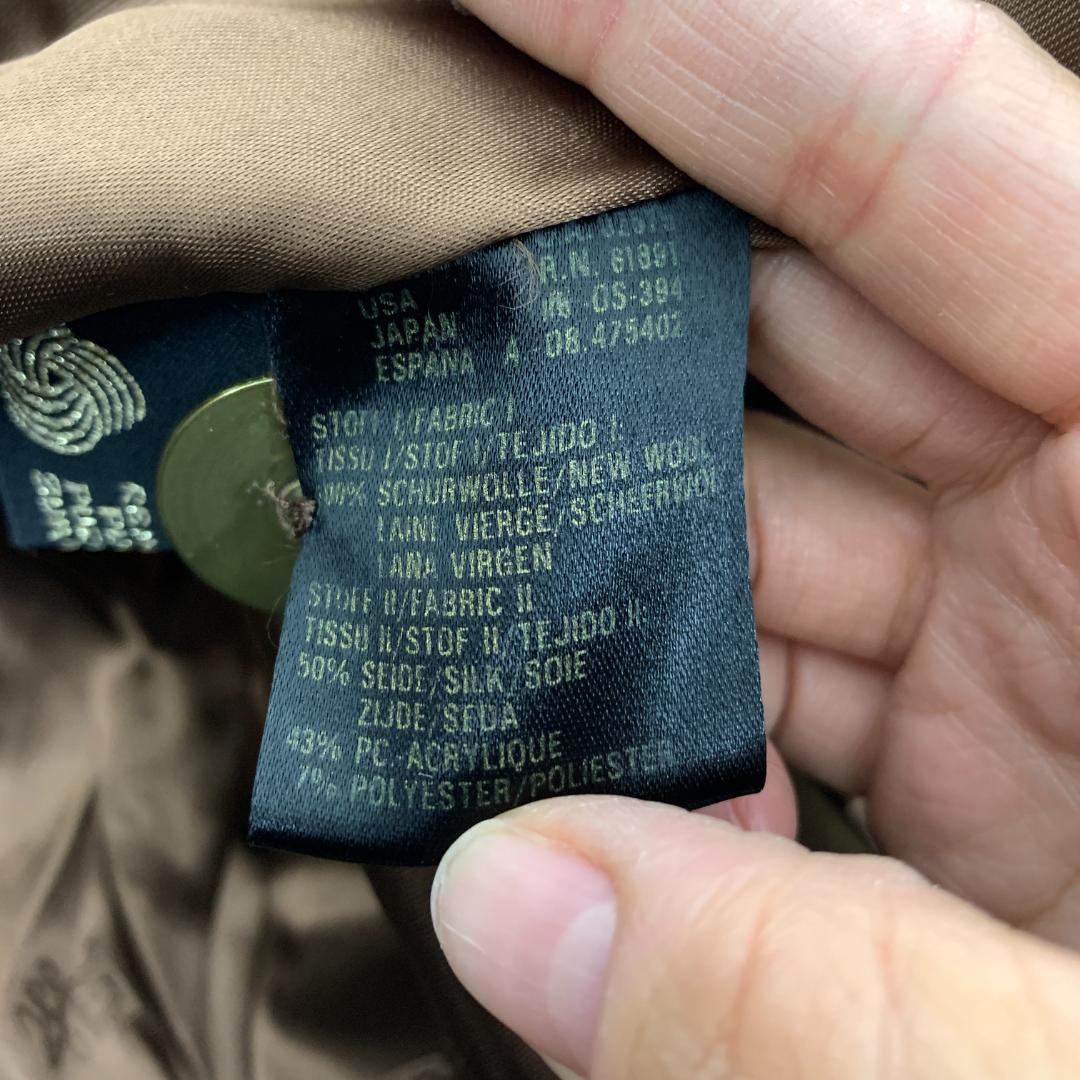 R.N. 61891
USA
JAPAN OS-394
ESPAÑA A 08.475402
STOFF I/FABRIC I
TISSU I/STOF I/TEJIDO I:
100% SCHURWOLLE/NEW WOOL
LAINE VIERGE/SCHEERWOL
LANA VIRGEN
STOFF II/FABRIC II
TISSU II/STOF II/TEJIDO II:
50% SEIDE/SILK/SOIE
ZIJDE/SEDA
43% PC-ACRYLIQUE
7% POLYESTER/POLIESTER